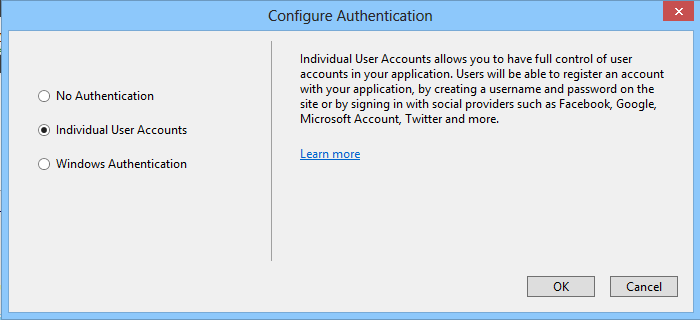 Configure Authentication
No Authentication
Individual User Accounts
Windows Authentication
Individual User Accounts allows you to have full control of user
accounts in your application. Users will be able to register an account
with your application, by creating a username and password on the
site or by signing in with social providers such as Facebook, Google,
Microsoft Account, Twitter and more.
Learn more
OK
Cancel